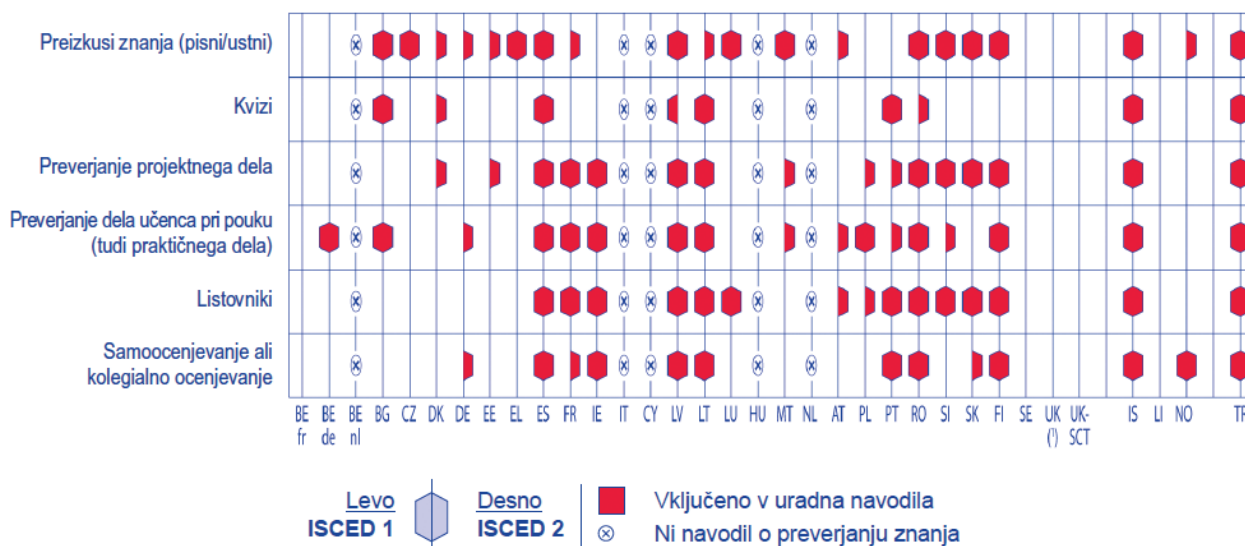 Preizkusi znanja (pisni/ustni)
Kvizi
Preverjanje projektnega dela
Preverjanje dela učenca pri pouku
(tudi praktičnega dela)
Listovniki
Samoocenjevanje ali
kolegialno ocenjevanje
BE fr BE de BE nl BG CZ DK DE EE EL ES FR IE IT CY LV LT LU HU MT NL AT PL PT RO SI SK FI SE UK (¹) UK-SCT IS LI NO TR
Levo
ISCED 1
Desno
ISCED 2
Vključeno v uradna navodila
Ni navodil o preverjanju znanja